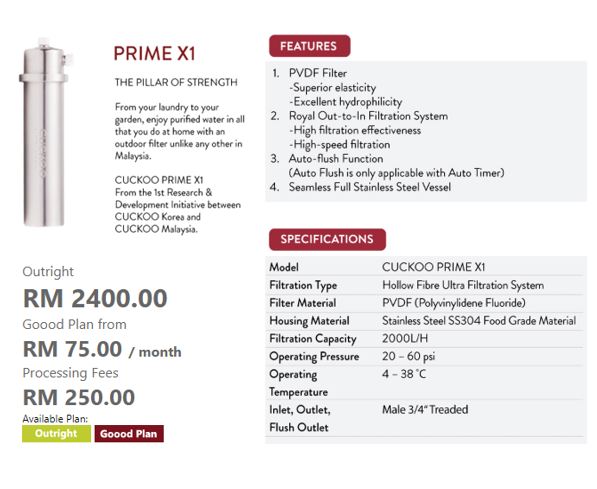 CUCKOO
PRIME X1
THE PILLAR OF STRENGTH
From your laundry to your
garden, enjoy purified water in all
that you do at home with an
outdoor filter unlike any other in
Malaysia.
CUCKOO PRIME X1
From the 1st Research &
Development Initiative between
CUCKOO Korea and
CUCKOO Malaysia.
Outright
RM 2400.00
Goood Plan from
RM 75.00 / month
Processing Fees
RM 250.00
Available Plan:
Outright Goood Plan
FEATURES
1. PVDF Filter
-Superior elasticity
-Excellent hydrophilicity
2. Royal Out-to-In Filtration System
-High filtration effectiveness
-High-speed filtration
3. Auto-flush Function
(Auto Flush is only applicable with Auto Timer)
4. Seamless Full Stainless Steel Vessel
SPECIFICATIONS
Model CUCKOO PRIME X1
Filtration Type Hollow Fibre Ultra Filtration System
Filter Material PVDF (Polyvinylidene Fluoride)
Housing Material Stainless Steel SS304 Food Grade Material
Filtration Capacity 2000L/H
Operating Pressure 20 – 60 psi
Operating 4 – 38 °C
Temperature
Inlet, Outlet, Male 3/4" Treaded
Flush Outlet